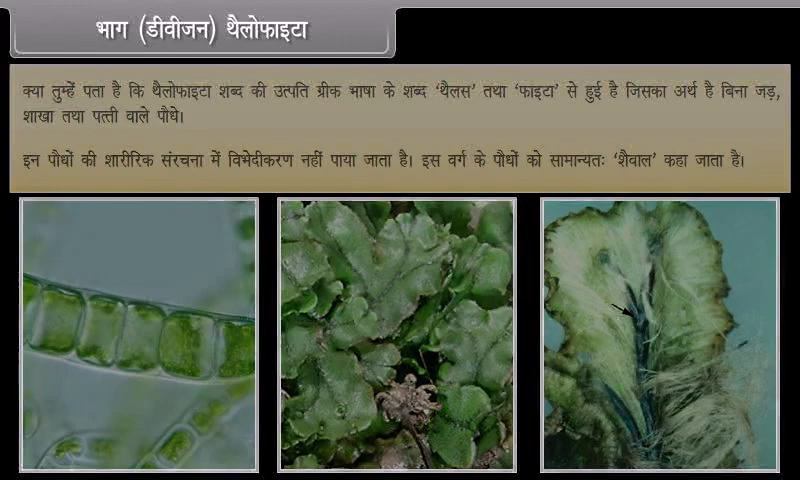 भाग (डीवीजन) थैलोफाइटा
क्या तुम्हें पता है कि थैलोफाइटा शब्द की उत्पति ग्रीक भाषा के शब्द ‘थैलस’ तथा ‘फाइटा’ से हुई है जिसका अर्थ है बिना जड़,
शाखा तथा पत्ती वाले पौधे।
इन पौधों की शारीरिक संरचना में विभेदीकरण नहीं पाया जाता है। इस वर्ग के पौधों को सामान्यतः ‘शैवाल’ कहा जाता है।